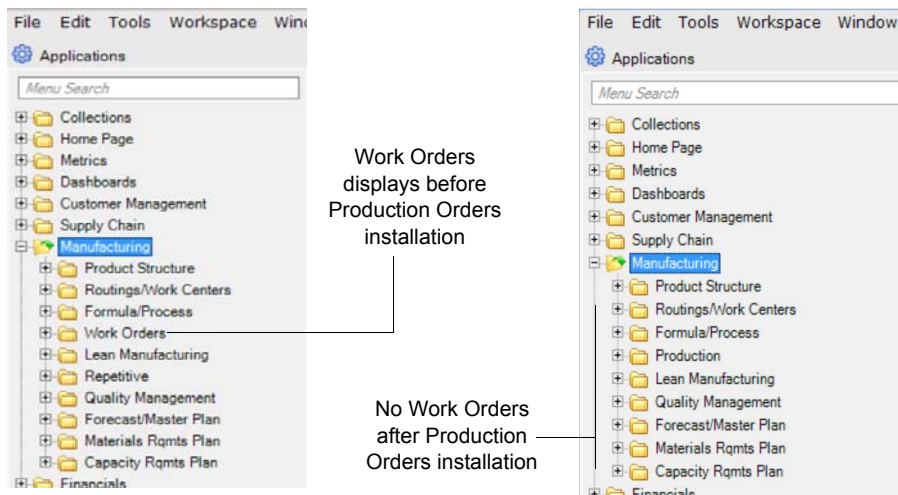 File Edit Tools Workspace
Applications
Menu Search
Collections
Home Page
Metrics
Dashboards
Customer Management
Supply Chain
Manufacturing
Product Structure
Routings/Work Centers
Formula/Process
Work Orders
Lean Manufacturing
Repetitive
Quality Management
Forecast/Master Plan
Materials Rqmts Plan
Capacity Rqmts Plan
Financials
Work Orders
displays before
Production Orders
installation
No Work Orders
after Production
Orders installation
File Edit Tools Workspace Window
Applications
Menu Search
Collections
Home Page
Metrics
Dashboards
Customer Management
Supply Chain
Manufacturing
Product Structure
Routings/Work Centers
Formula/Process
Production
Lean Manufacturing
Quality Management
Forecast/Master Plan
Materials Rqmts Plan
Capacity Rqmts Plan
Financials